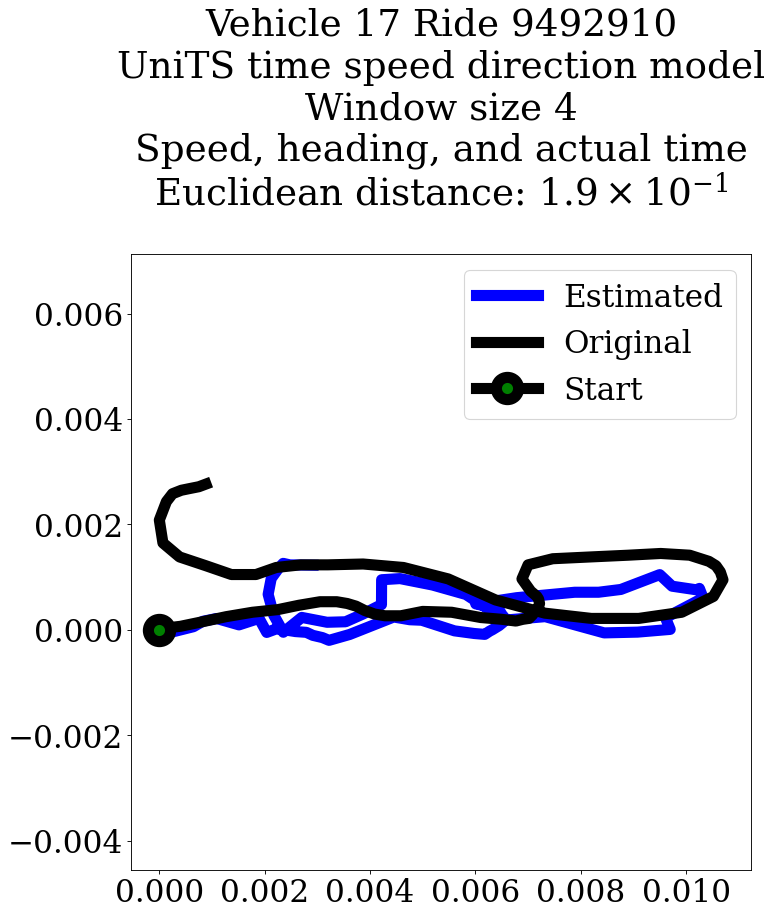 Vehicle 17 Ride 9492910
UniTS time speed direction model
Window size 4
Speed, heading, and actual time
Euclidean distance: 1.9 × 10⁻¹
Estimated
Original
Start
0.006
0.004
0.002
0.000
−0.002
−0.004
0.000 0.002 0.004 0.006 0.008 0.010